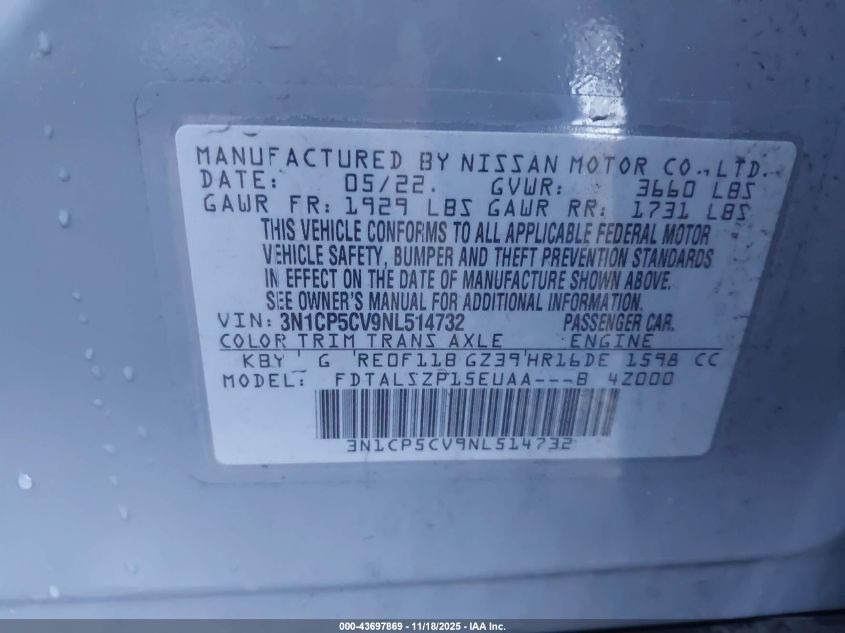 MANUFACTURED BY NISSAN MOTOR CO., LTD.
DATE: 05/22. GVWR: 3660 LBS
GAWR FR: 1929 LBS GAWR RR: 1731 LBS
THIS VEHICLE CONFORMS TO ALL APPLICABLE FEDERAL MOTOR
VEHICLE SAFETY, BUMPER AND THEFT PREVENTION STANDARDS
IN EFFECT ON THE DATE OF MANUFACTURE SHOWN ABOVE.
SEE OWNER'S MANUAL FOR ADDITIONAL INFORMATION.
VIN: 3N1CP5CV9NL514732 PASSENGER CAR.
COLOR TRIM TRANS AXLE ENGINE
KBY G RE0F11B GZ39 HR16DE 1598 CC
MODEL: FDTALSZP15EUAA---B 4Z000
3N1CP5CV9NL514732
000-43697869 - 11/18/2025 - IAA Inc.